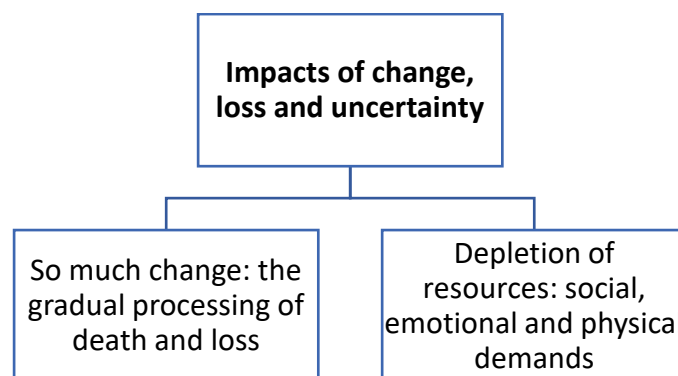 Impacts of change,
loss and uncertainty
So much change: the
gradual processing of
death and loss
Depletion of
resources: social,
emotional and physica
demands